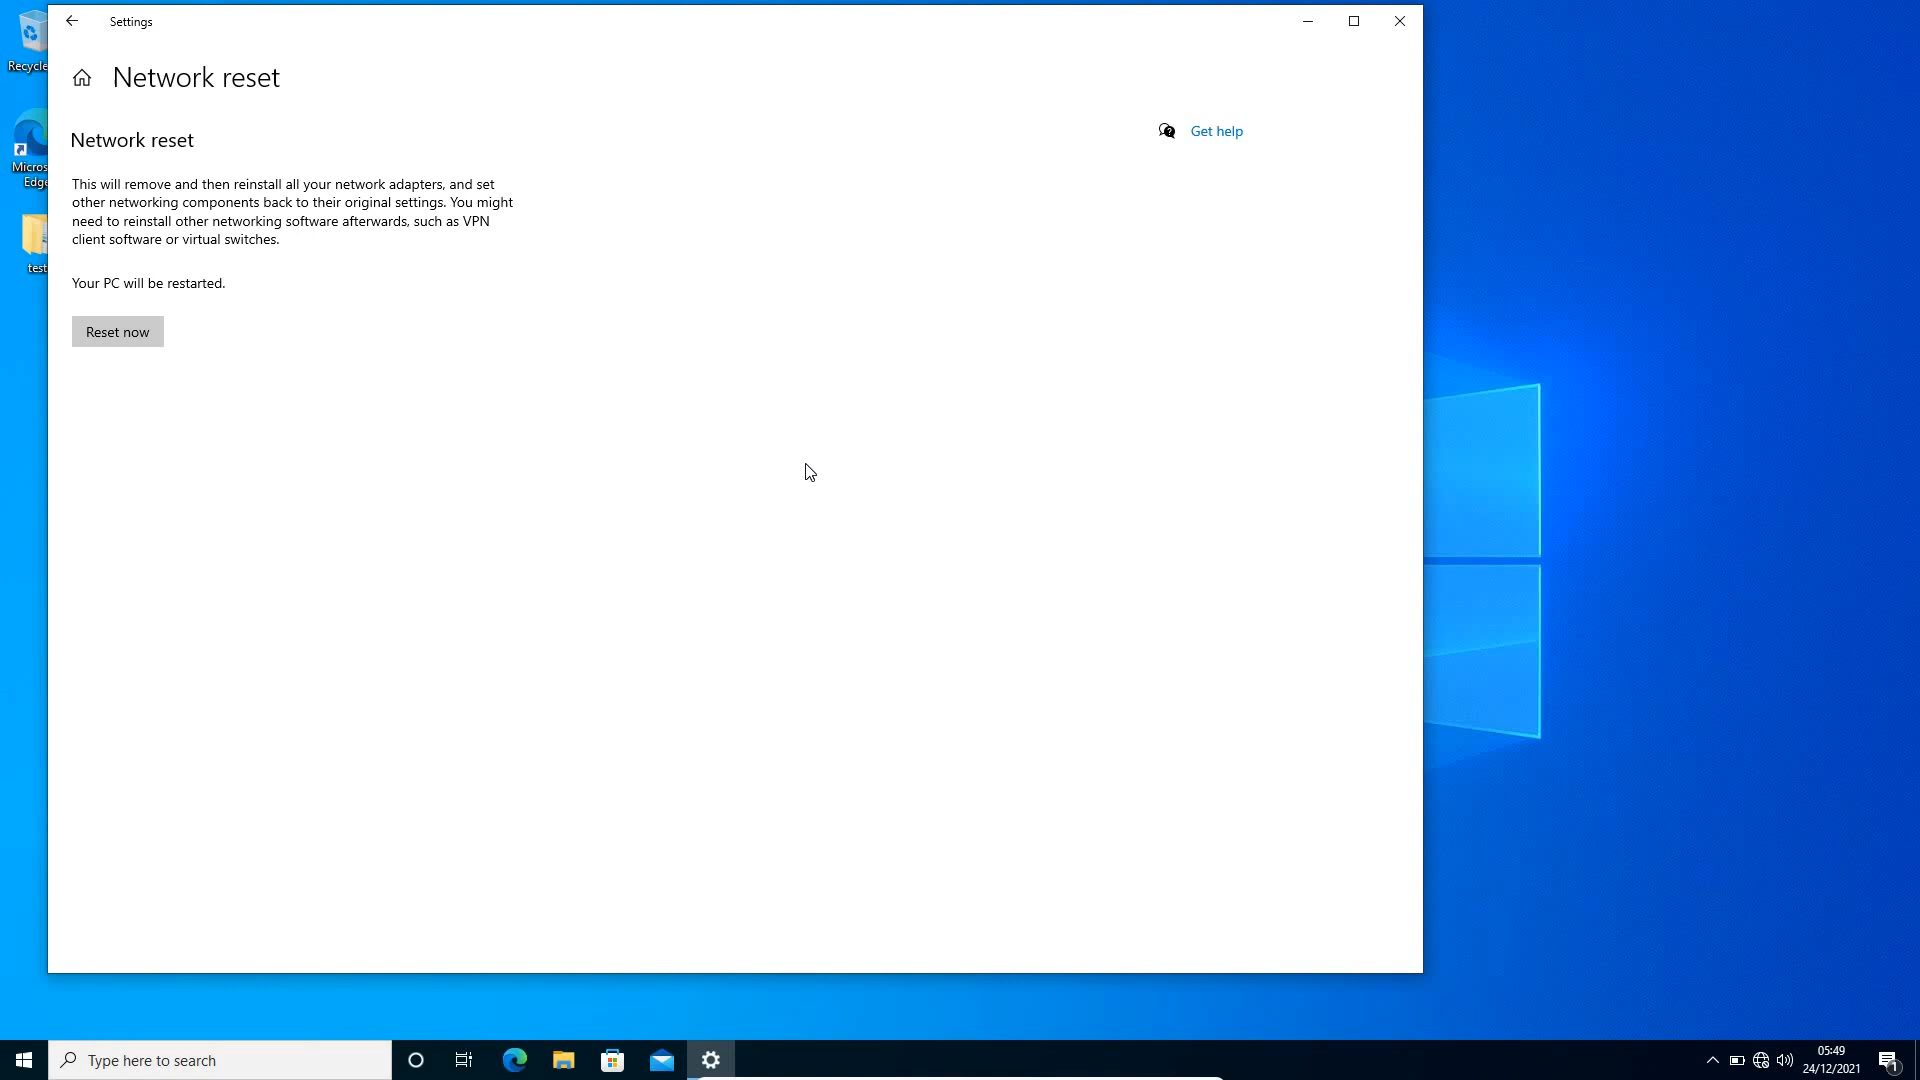 Settings
Network reset
Network reset
Get help
This will remove and then reinstall all your network adapters, and set
other networking components back to their original settings. You might
need to reinstall other networking software afterwards, such as VPN
client software or virtual switches.
Your PC will be restarted.
Reset now
Recycle
Micros
Edge
test
Type here to search
05:49
24/12/2021
1